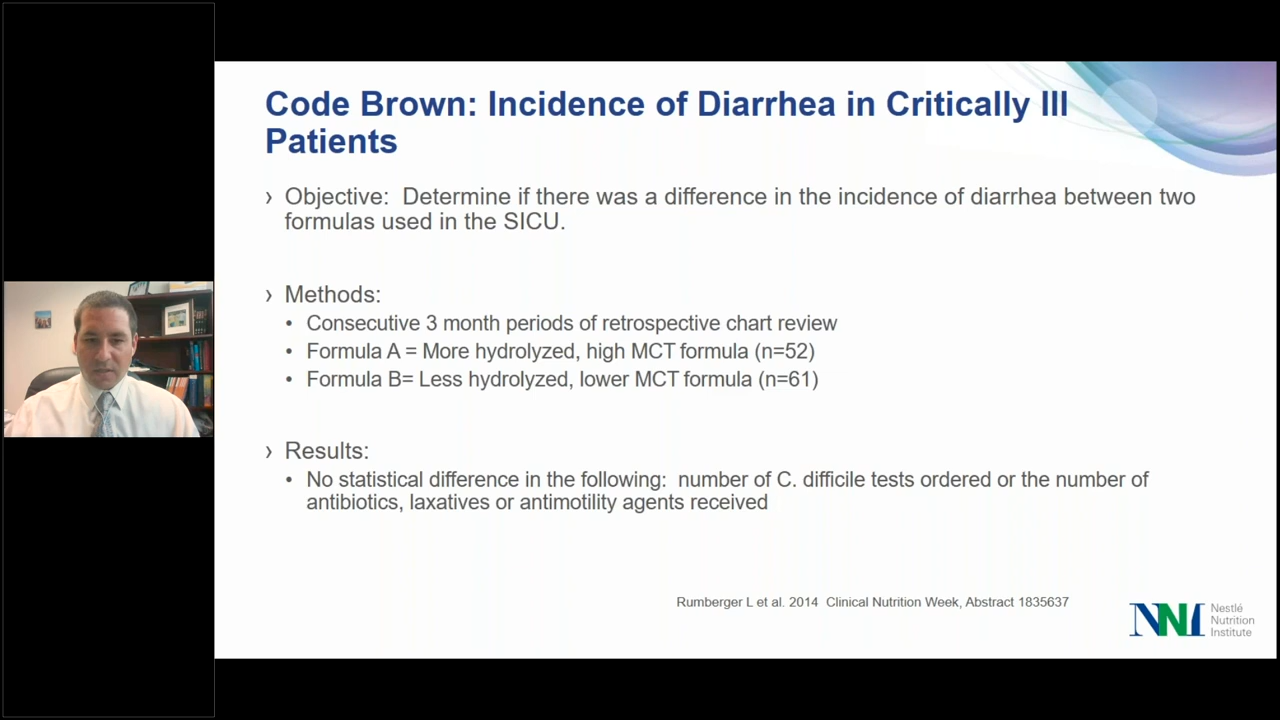 Code Brown: Incidence of Diarrhea in Critically Ill
Patients
› Objective: Determine if there was a difference in the incidence of diarrhea between two
formulas used in the SICU.
› Methods:
• Consecutive 3 month periods of retrospective chart review
• Formula A = More hydrolyzed, high MCT formula (n=52)
• Formula B= Less hydrolyzed, lower MCT formula (n=61)
› Results:
• No statistical difference in the following: number of C. difficile tests ordered or the number of
antibiotics, laxatives or antimotility agents received
Rumberger L et al. 2014 Clinical Nutrition Week, Abstract 1835637
NNI
Nestlé
Nutrition
Institute